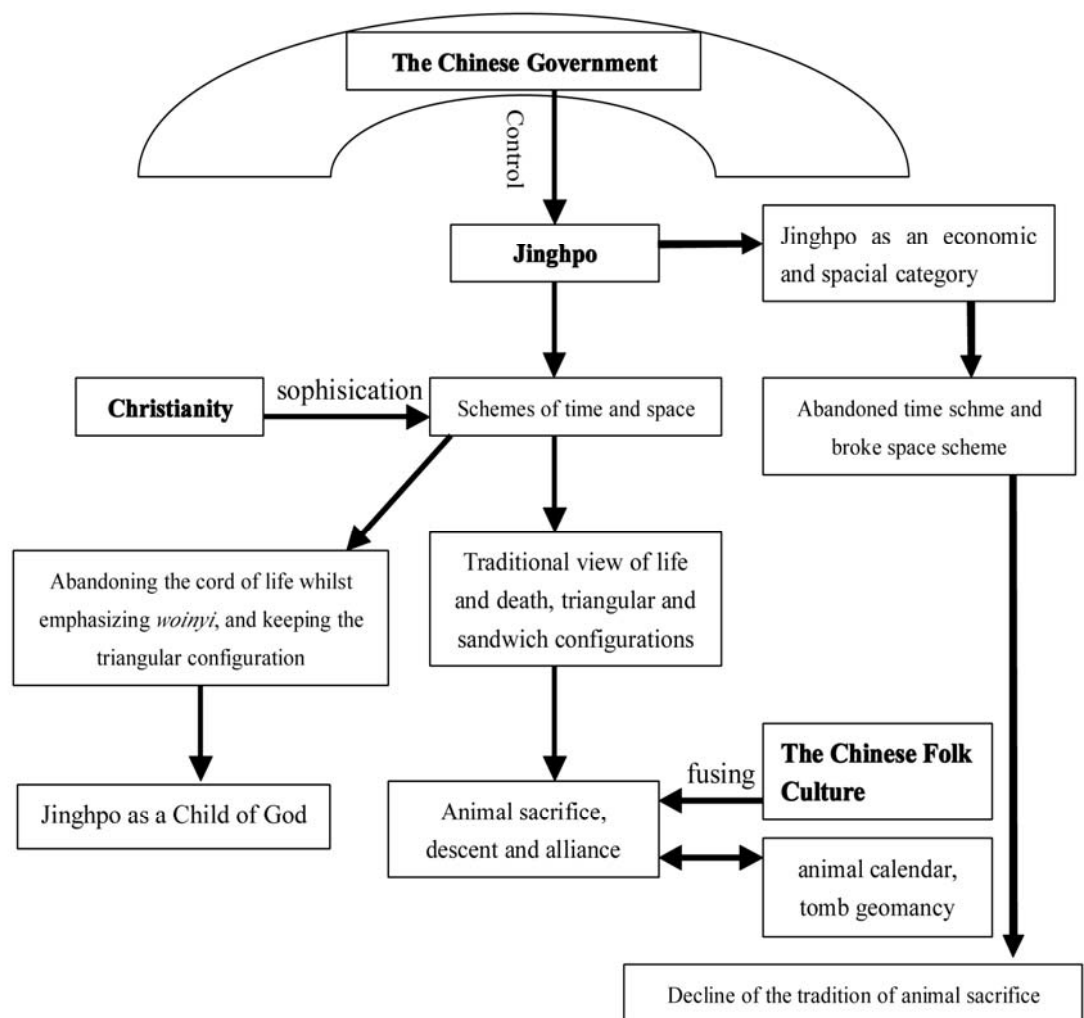 The Chinese Government
Control
Jinghpo
Jinghpo as an economic
and spacial category
Christianity
sophisication
Schemes of time and space
Abandoned time schme and
broke space scheme
Abandoning the cord of life whilst
emphasizing woinyi, and keeping the
triangular configuration
Traditional view of life
and death, triangular and
sandwich configurations
Jinghpo as a Child of God
Animal sacrifice,
descent and alliance
fusing
The Chinese Folk
Culture
animal calendar,
tomb geomancy
Decline of the tradition of animal sacrifice